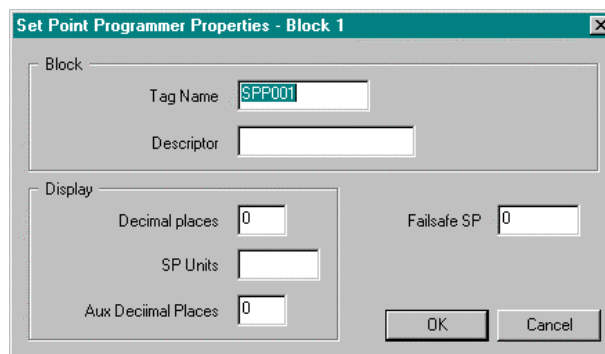 Set Point Programmer Properties - Block 1
Block
Tag Name SPP001
Descriptor
Display
Decimal places 0
Failsafe SP 0
SP Units
Aux Deciimal Places 0
OK Cancel